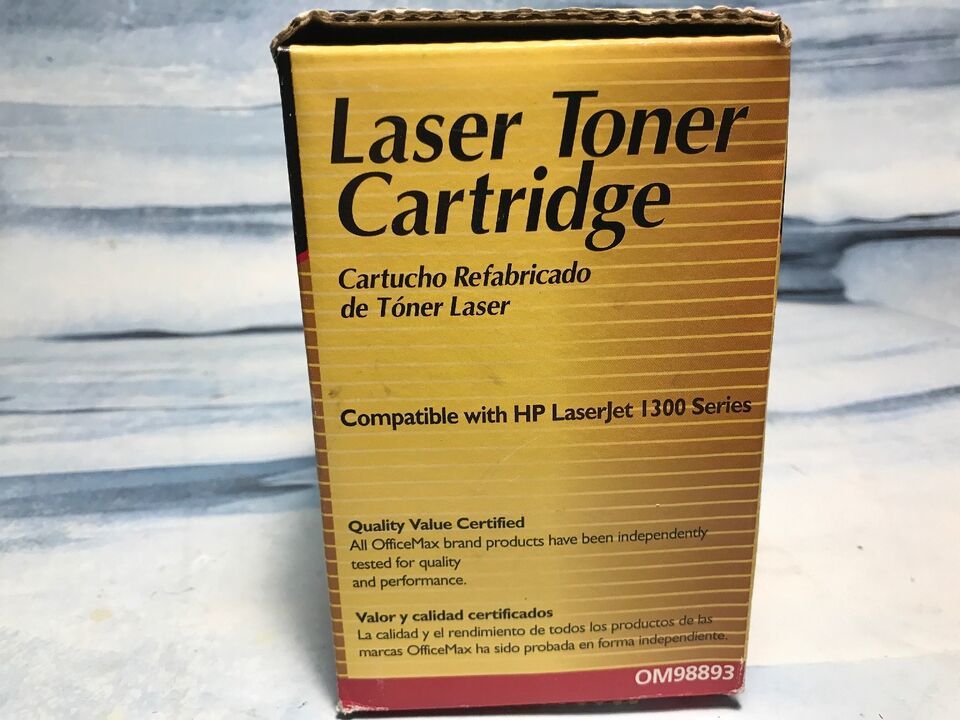 Laser Toner
Cartridge
Cartucho Refabricado
de Tóner Laser
Compatible with HP LaserJet 1300 Series
Quality Value Certified
All OfficeMax brand products have been independently
tested for quality
and performance.
Valor y calidad certificados
La calidad y el rendimiento de todos los productos de las
marcas OfficeMax ha sido probada en forma independiente.
OM98893